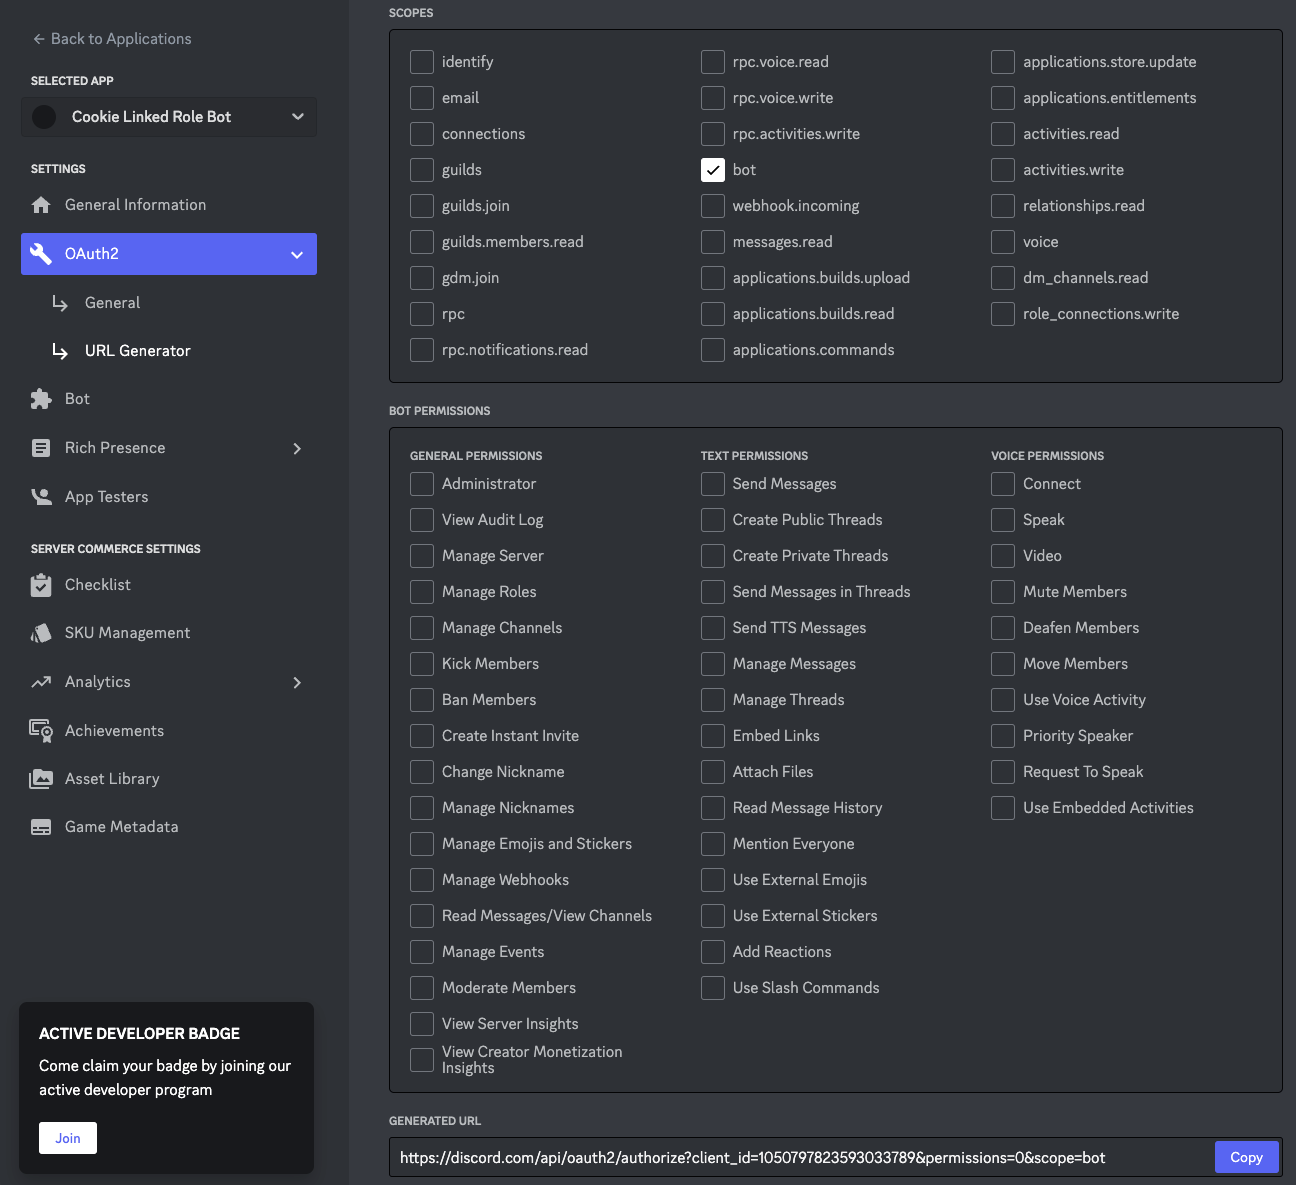 Back to Applications
SELECTED APP
Cookie Linked Role Bot
SETTINGS
General Information
OAuth2
General
URL Generator
Bot
Rich Presence
App Testers
SERVER COMMERCE SETTINGS
Checklist
SKU Management
Analytics
Achievements
Asset Library
Game Metadata
ACTIVE DEVELOPER BADGE
Come claim your badge by joining our
active developer program
Join
SCOPES
identify
email
connections
guilds
guilds.join
guilds.members.read
gdm.join
rpc
rpc.notifications.read
rpc.voice.read
rpc.voice.write
rpc.activities.write
bot
webhook.incoming
messages.read
applications.builds.upload
applications.builds.read
applications.commands
applications.store.update
applications.entitlements
activities.read
activities.write
relationships.read
voice
dm_channels.read
role_connections.write
BOT PERMISSIONS
GENERAL PERMISSIONS
Administrator
View Audit Log
Manage Server
Manage Roles
Manage Channels
Kick Members
Ban Members
Create Instant Invite
Change Nickname
Manage Nicknames
Manage Emojis and Stickers
Manage Webhooks
Read Messages/View Channels
Manage Events
Moderate Members
View Server Insights
View Creator Monetization
Insights
TEXT PERMISSIONS
Send Messages
Create Public Threads
Create Private Threads
Send Messages in Threads
Send TTS Messages
Manage Messages
Manage Threads
Embed Links
Attach Files
Read Message History
Mention Everyone
Use External Emojis
Use External Stickers
Add Reactions
Use Slash Commands
VOICE PERMISSIONS
Connect
Speak
Video
Mute Members
Deafen Members
Move Members
Use Voice Activity
Priority Speaker
Request To Speak
Use Embedded Activities
GENERATED URL
https://discord.com/api/oauth2/authorize?client_id=1050797823593033789&permissions=0&scope=bot
Copy